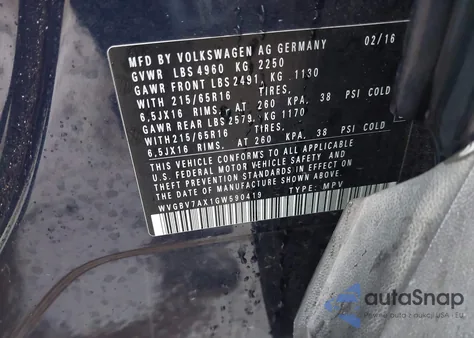 MFD BY VOLKSWAGEN AG GERMANY 02/16
GVWR LBS 4960 KG 2250
GAWR FRONT LBS 2491, KG 1130
WITH 215/65R16 TIRES.
6,5JX16 RIMS. AT 260 KPA. 38 PSI COLD
GAWR REAR LBS 2579, KG 1170
WITH 215/65R16 TIRES.
6,5JX16 RIMS. AT 260 KPA. 38 PSI COLD
THIS VEHICLE CONFORMS TO ALL APPLICABLE
U.S. FEDERAL MOTOR VEHICLE SAFETY
STANDARDS IN EFFECT ON THE DATE
OF MANUFACTURE SHOWN ABOVE
WVGBV7AX1GW590419 TYPE: MPV
autoSnap